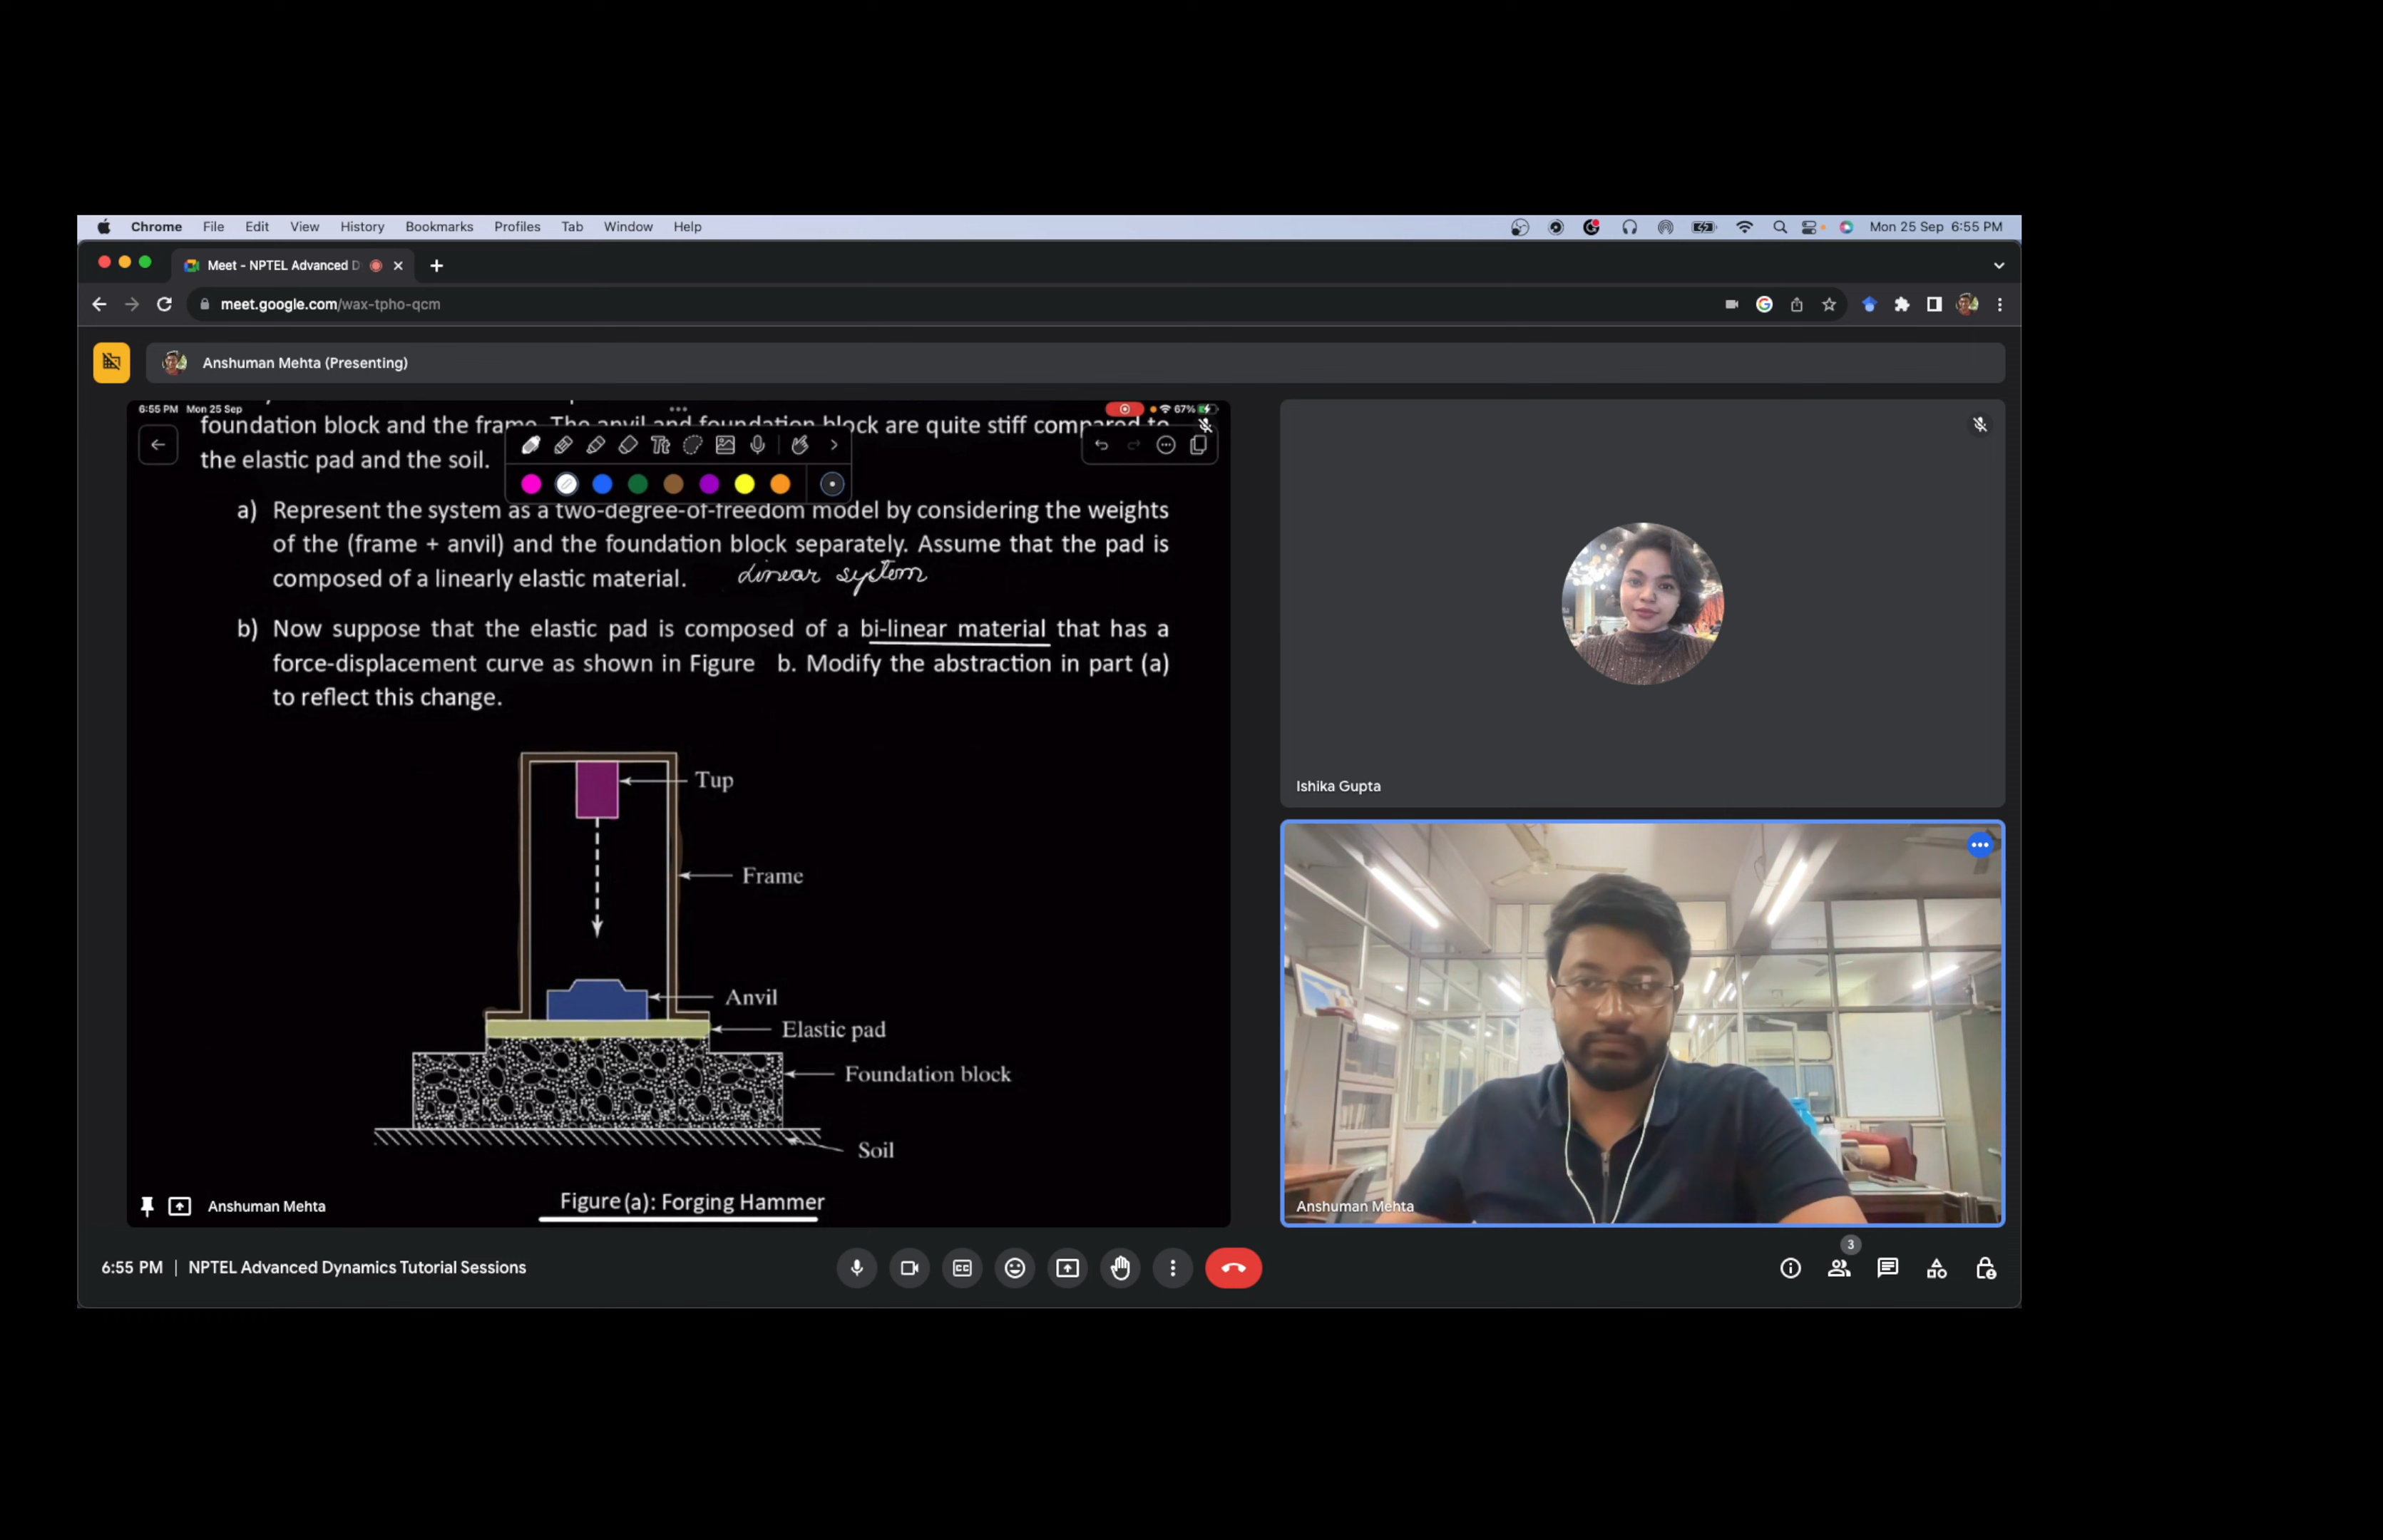 Chrome File Edit View History Bookmarks Profiles Tab Window Help Mon 25 Sep 6:55 PM
Meet - NPTEL Advanced D
meet.google.com/wax-tpho-qcm
Anshuman Mehta (Presenting)
6:55 PM Mon 25 Sep 67%
foundation block and the frame. The anvil and foundation block are quite stiff compared to
the elastic pad and the soil.
a) Represent the system as a two-degree-of-freedom model by considering the weights
of the (frame + anvil) and the foundation block separately. Assume that the pad is
composed of a linearly elastic material. Linear system
b) Now suppose that the elastic pad is composed of a bi-linear material that has a
force-displacement curve as shown in Figure b. Modify the abstraction in part (a)
to reflect this change.
Tup
Frame
Anvil
Elastic pad
Foundation block
Soil
Figure (a): Forging Hammer
Anshuman Mehta
Ishika Gupta
Anshuman Mehta
6:55 PM | NPTEL Advanced Dynamics Tutorial Sessions
CC
3